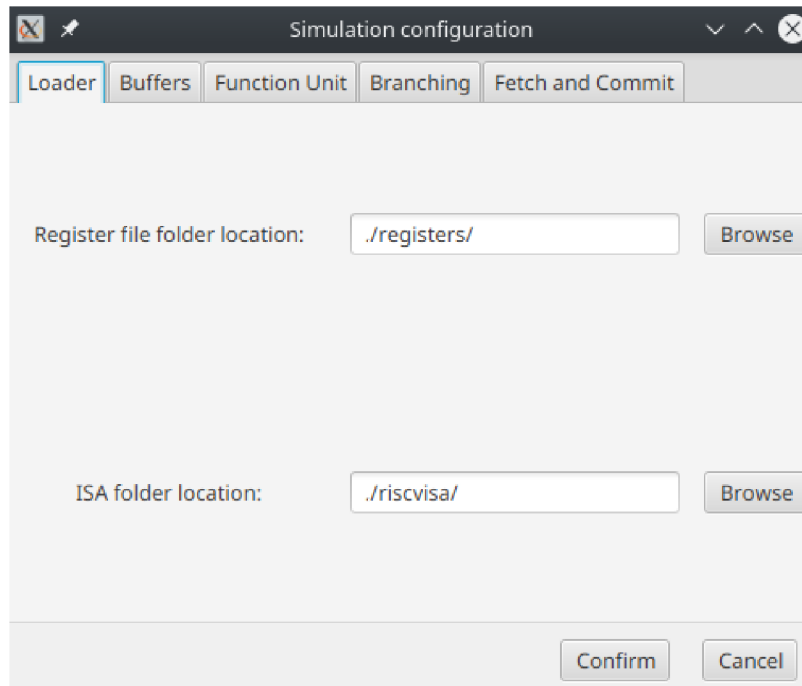 Simulation configuration
Loader Buffers Function Unit Branching Fetch and Commit
Register file folder location: ./registers/ Browse
ISA folder location: ./riscvisa/ Browse
Confirm Cancel